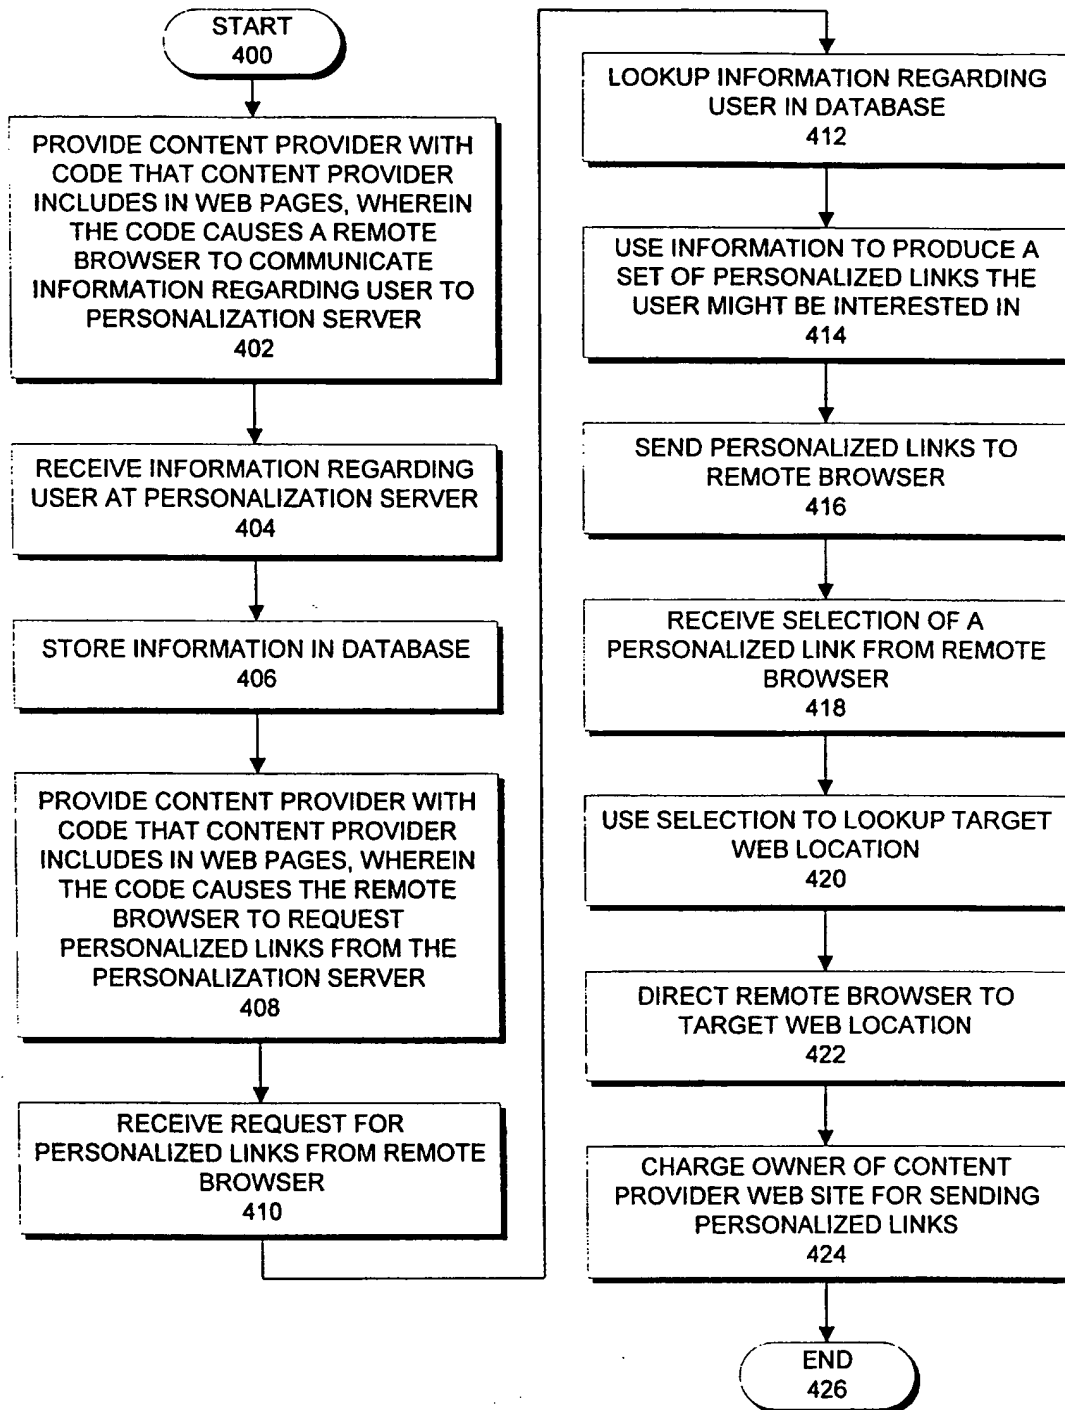 START
400
PROVIDE CONTENT PROVIDER WITH
CODE THAT CONTENT PROVIDER
INCLUDES IN WEB PAGES, WHEREIN
THE CODE CAUSES A REMOTE
BROWSER TO COMMUNICATE
INFORMATION REGARDING USER TO
PERSONALIZATION SERVER
402
RECEIVE INFORMATION REGARDING
USER AT PERSONALIZATION SERVER
404
STORE INFORMATION IN DATABASE
406
PROVIDE CONTENT PROVIDER WITH
CODE THAT CONTENT PROVIDER
INCLUDES IN WEB PAGES, WHEREIN
THE CODE CAUSES THE REMOTE
BROWSER TO REQUEST
PERSONALIZED LINKS FROM THE
PERSONALIZATION SERVER
408
RECEIVE REQUEST FOR
PERSONALIZED LINKS FROM REMOTE
BROWSER
410
LOOKUP INFORMATION REGARDING
USER IN DATABASE
412
USE INFORMATION TO PRODUCE A
SET OF PERSONALIZED LINKS THE
USER MIGHT BE INTERESTED IN
414
SEND PERSONALIZED LINKS TO
REMOTE BROWSER
416
RECEIVE SELECTION OF A
PERSONALIZED LINK FROM REMOTE
BROWSER
418
USE SELECTION TO LOOKUP TARGET
WEB LOCATION
420
DIRECT REMOTE BROWSER TO
TARGET WEB LOCATION
422
CHARGE OWNER OF CONTENT
PROVIDER WEB SITE FOR SENDING
PERSONALIZED LINKS
424
END
426